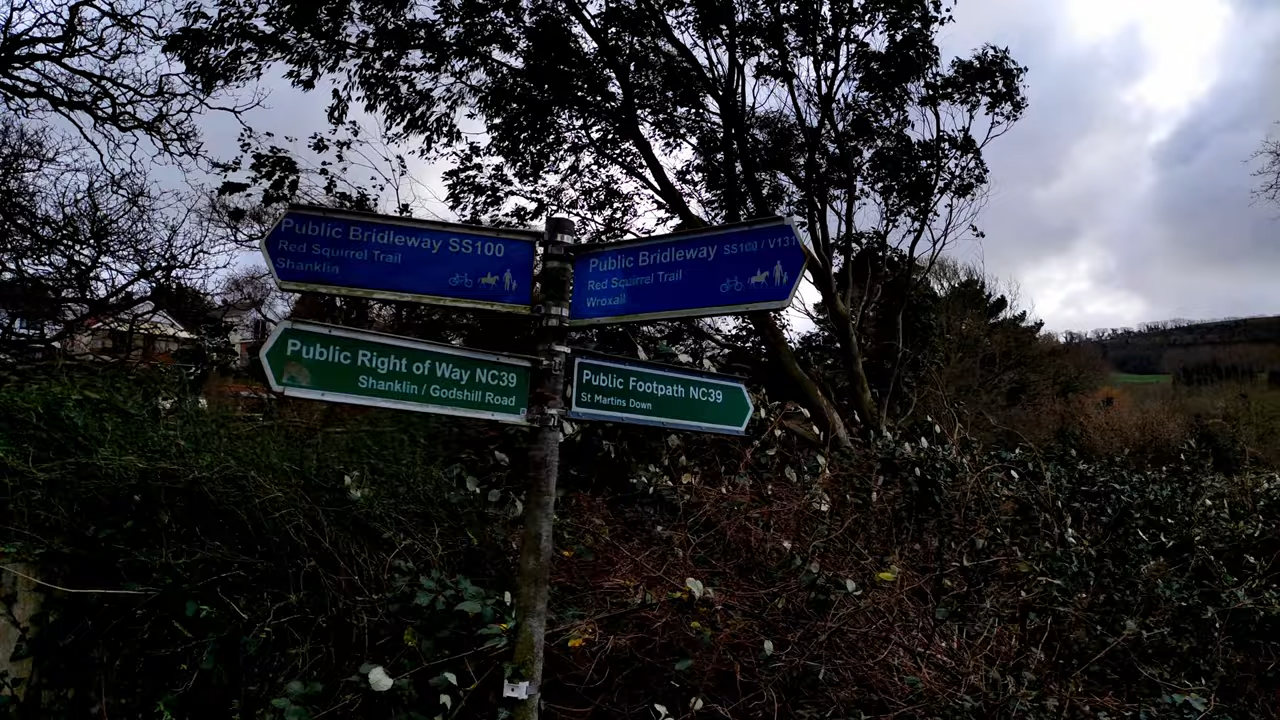 Public Bridleway SS100
Red Squirrel Trail
Shanklin
Public Bridleway SS100 / V131
Red Squirrel Trail
Wroxall
Public Right of Way NC39
Shanklin / Godshill Road
Public Footpath NC39
St Martins Down